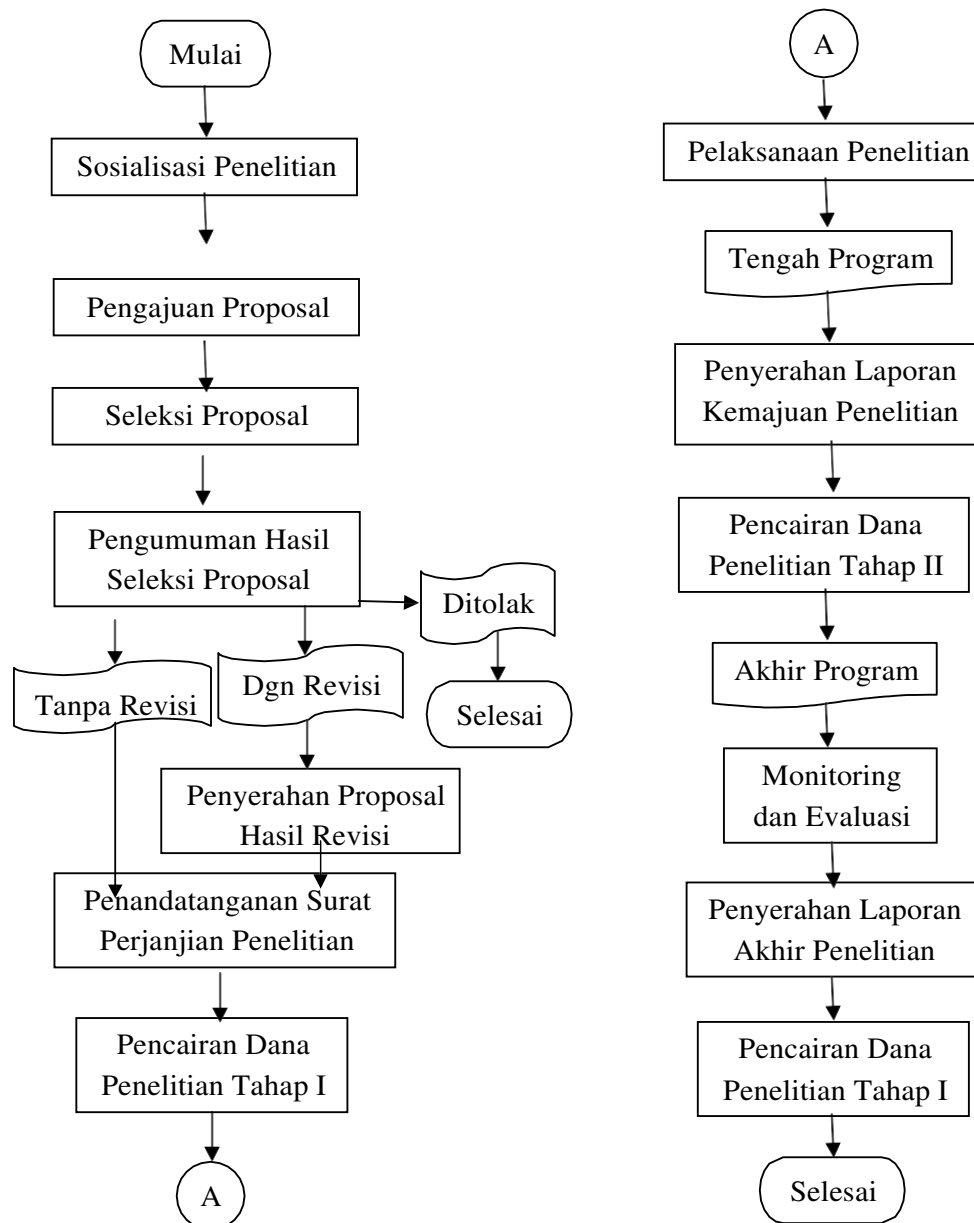 Mulai
Sosialisasi Penelitian
Pengajuan Proposal
Seleksi Proposal
Pengumuman Hasil
Seleksi Proposal
Ditolak
Selesai
Tanpa Revisi
Dgn Revisi
Penyerahan Proposal
Hasil Revisi
Penandatanganan Surat
Perjanjian Penelitian
Pencairan Dana
Penelitian Tahap I
A
A
Pelaksanaan Penelitian
Tengah Program
Penyerahan Laporan
Kemajuan Penelitian
Pencairan Dana
Penelitian Tahap II
Akhir Program
Monitoring
dan Evaluasi
Penyerahan Laporan
Akhir Penelitian
Pencairan Dana
Penelitian Tahap I
Selesai